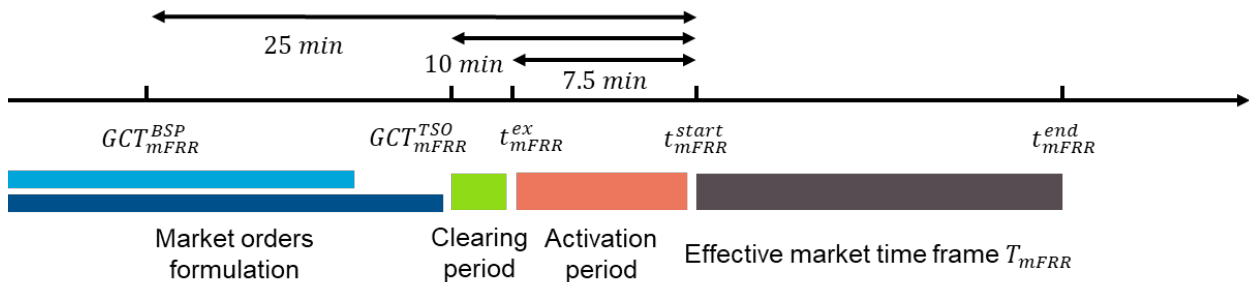 25 min
10 min
7.5 min
GCT_{mFRR}^{BSP}
GCT_{mFRR}^{TSO}
t_{mFRR}^{ex}
t_{mFRR}^{start}
t_{mFRR}^{end}
Market orders
formulation
Clearing
period
Activation
period
Effective market time frame T_{mFRR}